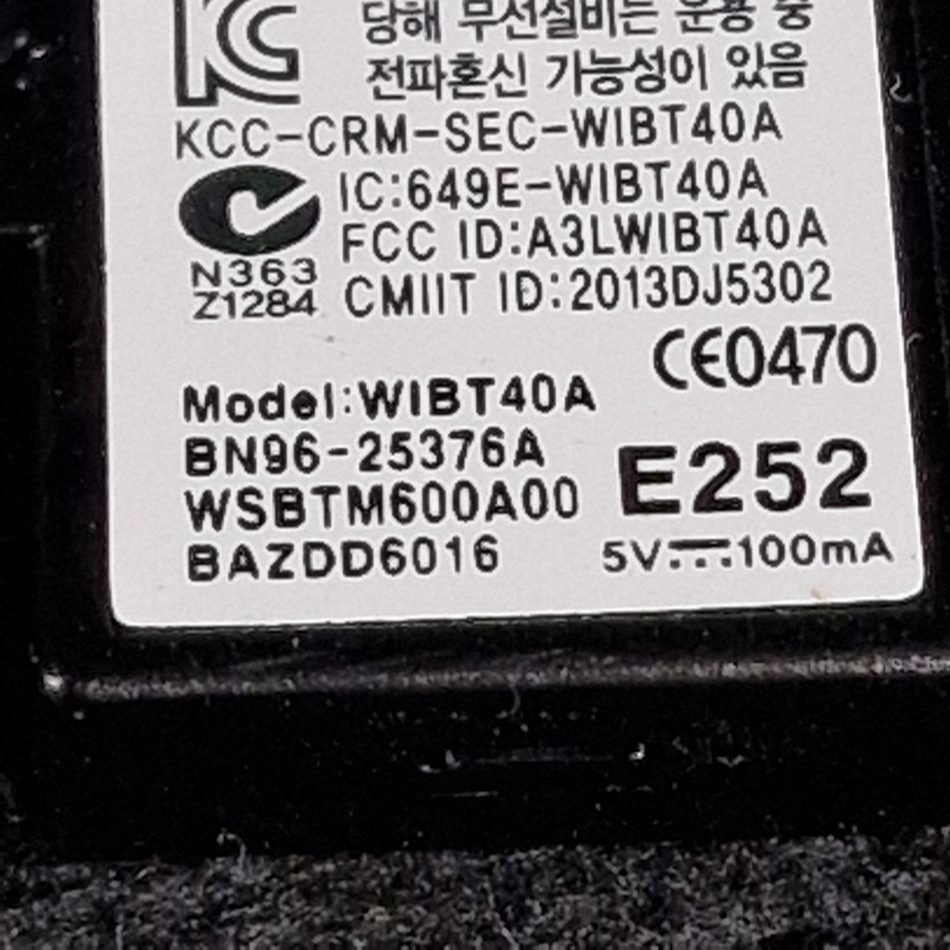 당해 무선설비는 운용 중
전파혼신 가능성이 있음
KCC-CRM-SEC-WIBT40A
IC:649E-WIBT40A
FCC ID:A3LWIBT40A
N363
Z1284
CMIIT ID:2013DJ5302
CE0470
Model:WIBT40A
BN96-25376A
WSBTM600A00
E252
BAZDD6016
5V⎓100mA